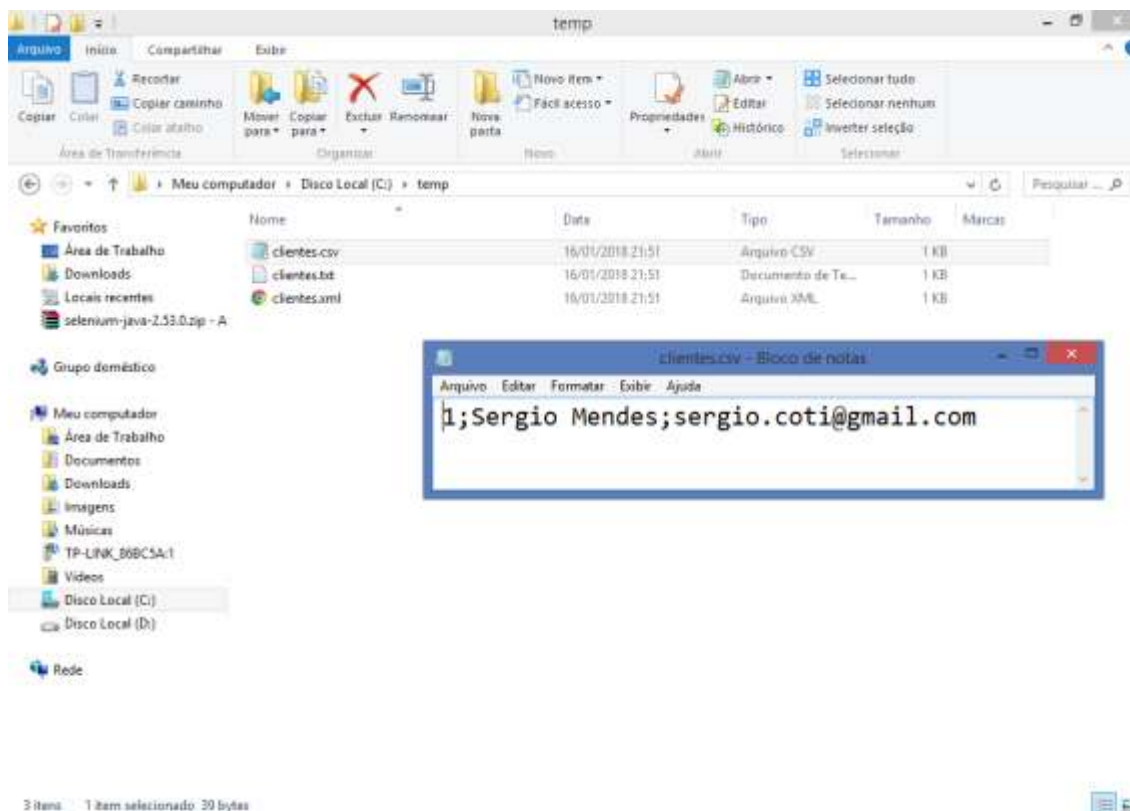 temp
Arquivo Início Compartilhar Exibir
Copiar
Colar
Recortar
Copiar caminho
Colar atalho
Mover para
Copiar para
Excluir
Renomear
Nova pasta
Novo item
Fácil acesso
Propriedades
Abrir
Editar
Histórico
Selecionar tudo
Selecionar nenhum
Inverter seleção
Área de Transferência Organizar Novo Abrir Selecionar
Meu computador Disco Local (C:) temp Pesquisar ...
Nome Data Tipo Tamanho Marcas
clientes.csv 16/01/2018 21:51 Arquivo CSV 1 KB
clientes.txt 16/01/2018 21:51 Documento de Te... 1 KB
clientes.xml 16/01/2018 21:51 Arquivo XML 1 KB
Favoritos
Área de Trabalho
Downloads
Locais recentes
selenium-java-2.53.0.zip - A
Grupo doméstico
Meu computador
Área de Trabalho
Documentos
Downloads
Imagens
Músicas
TP-LINK_86BC5A:1
Vídeos
Disco Local (C:)
Disco Local (D:)
Rede
clientes.csv - Bloco de notas
Arquivo Editar Formatar Exibir Ajuda
1;Sergio Mendes;sergio.coti@gmail.com
3 itens 1 item selecionado 39 bytes